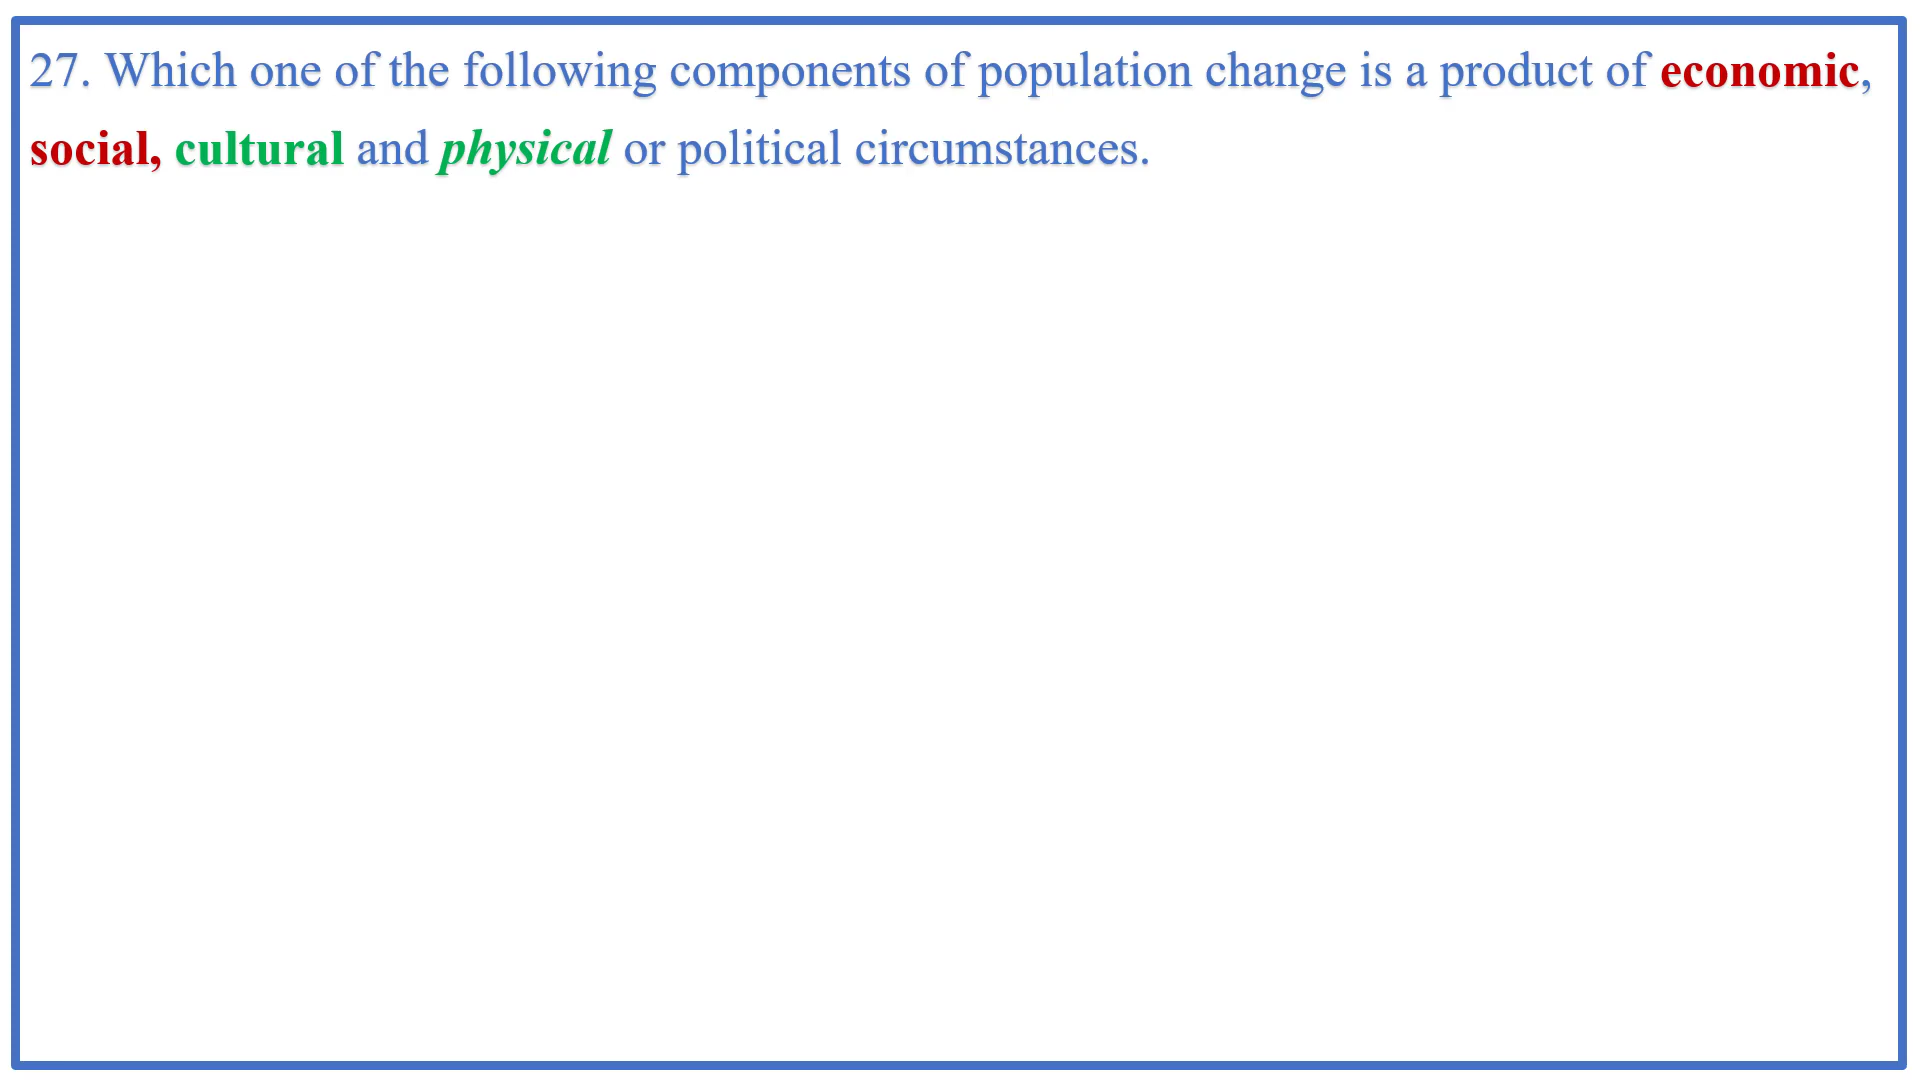 27. Which one of the following components of population change is a product of economic,
social, cultural and physical or political circumstances.